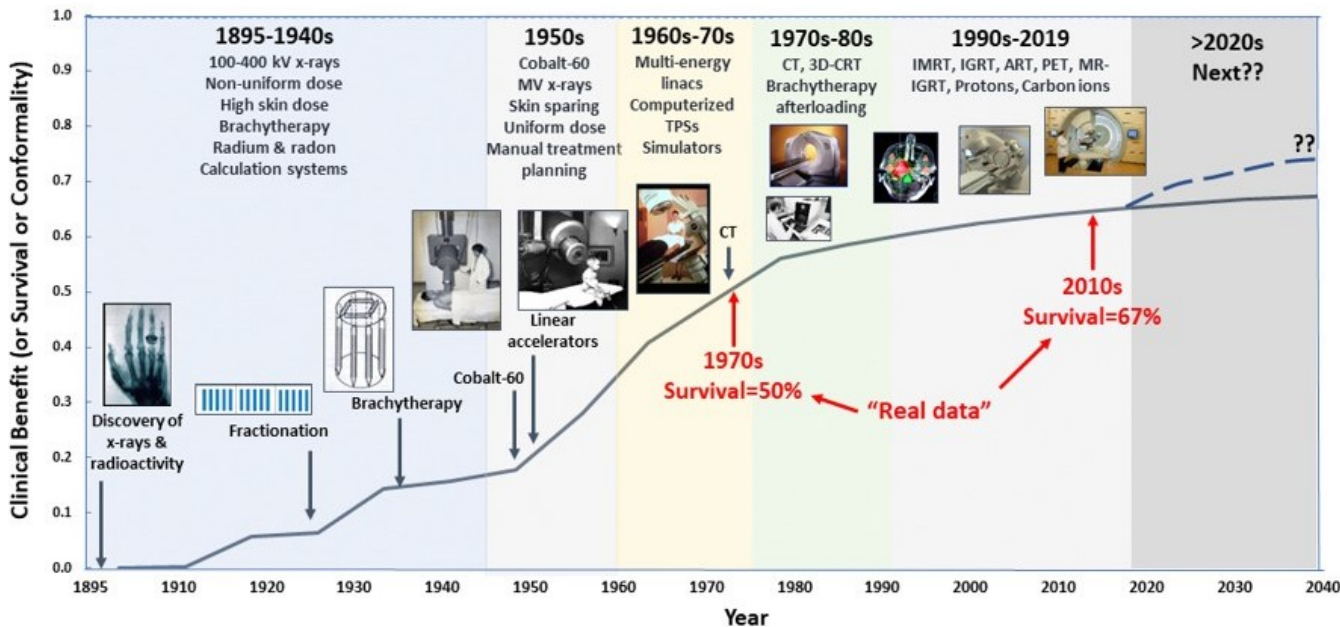 1895-1940s
100-400 kV x-rays
Non-uniform dose
High skin dose
Brachytherapy
Radium & radon
Calculation systems
1950s
Cobalt-60
MV x-rays
Skin sparing
Uniform dose
Manual treatment
planning
1960s-70s
Multi-energy
linacs
Computerized
TPSs
Simulators
1970s-80s
CT, 3D-CRT
Brachytherapy
afterloading
1990s-2019
IMRT, IGRT, ART, PET, MR-
IGRT, Protons, Carbon ions
>2020s
Next??
??
Clinical Benefit (or Survival or Conformality)
1.0
0.9
0.8
0.7
0.6
0.5
0.4
0.3
0.2
0.1
0.0
Discovery of
x-rays &
radioactivity
Fractionation
Brachytherapy
Cobalt-60
Linear
accelerators
CT
1970s
Survival=50%
"Real data"
2010s
Survival=67%
1895 1910 1920 1930 1940 1950 1960 1970 1980 1990 2000 2010 2020 2030 2040
Year